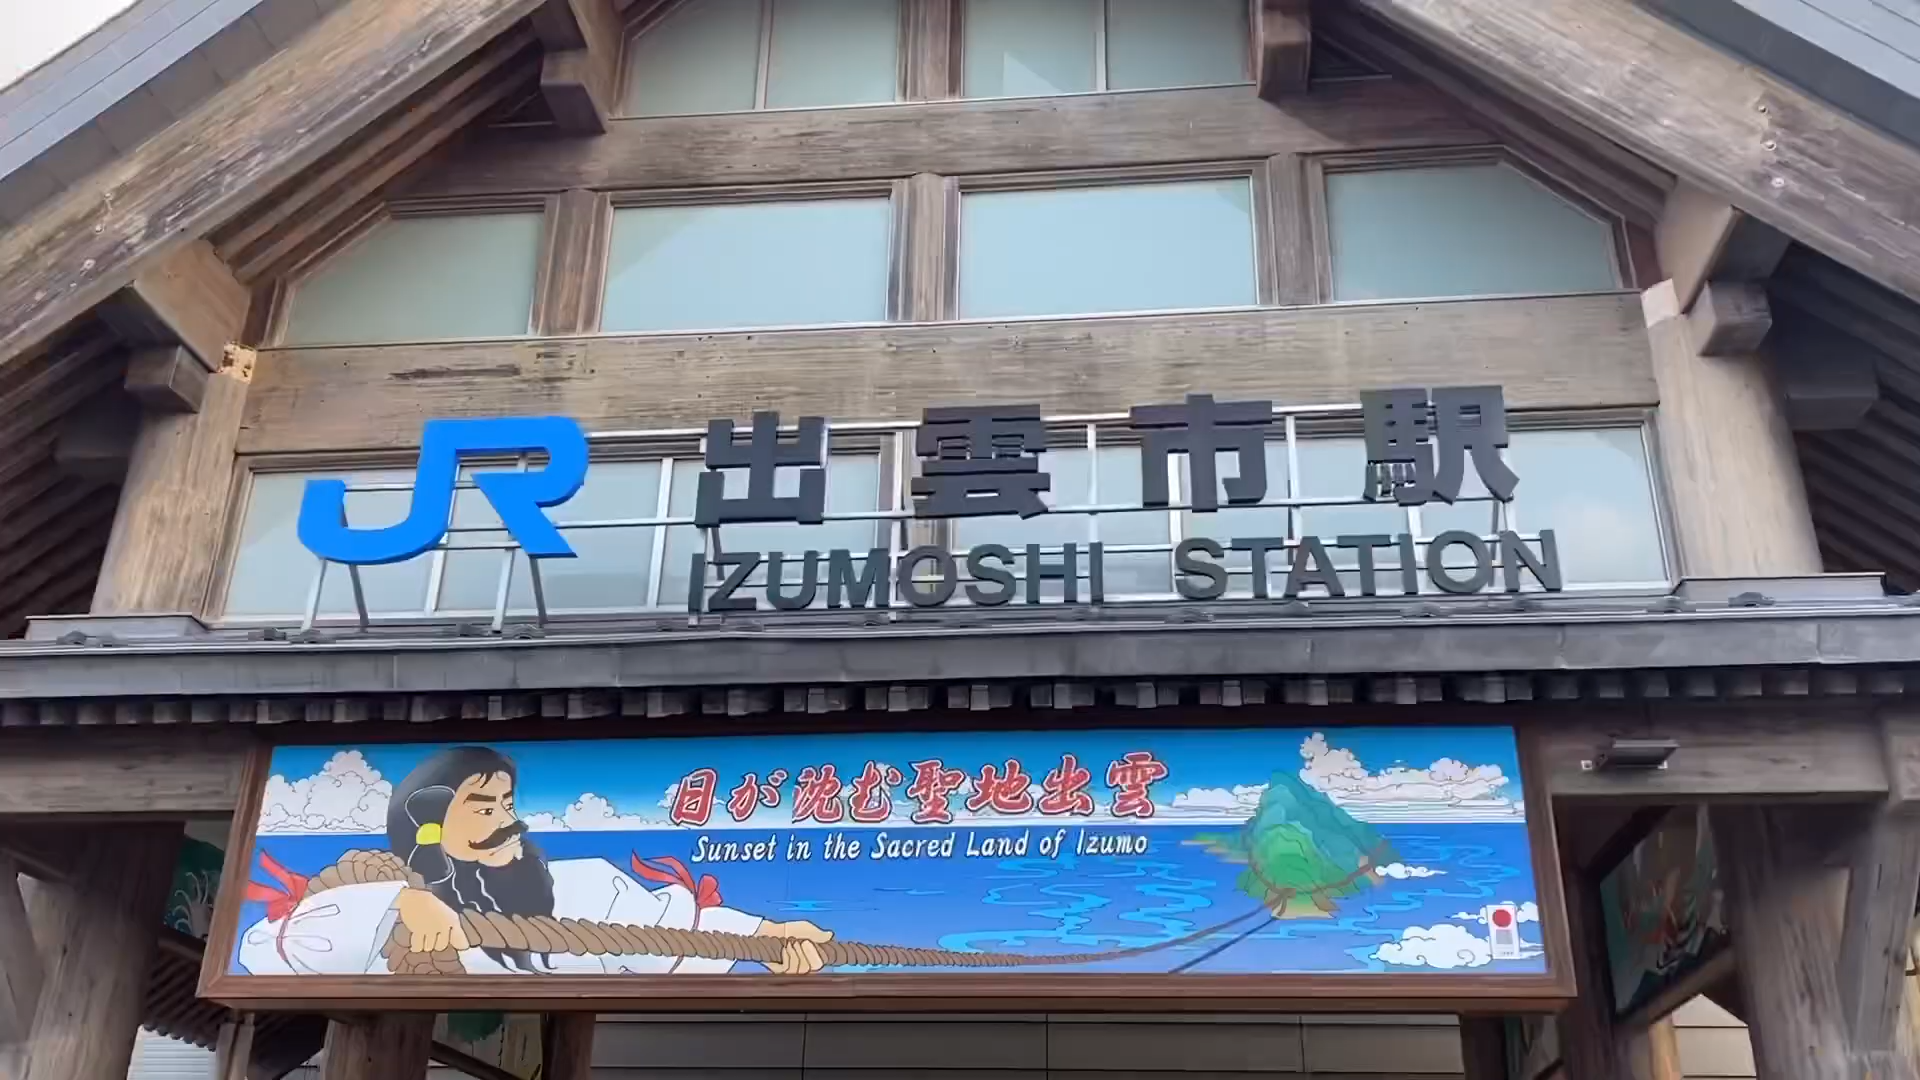 JR 出雲市駅
IZUMOSHI STATION
日が沈む聖地出雲
Sunset in the Sacred Land of Izumo